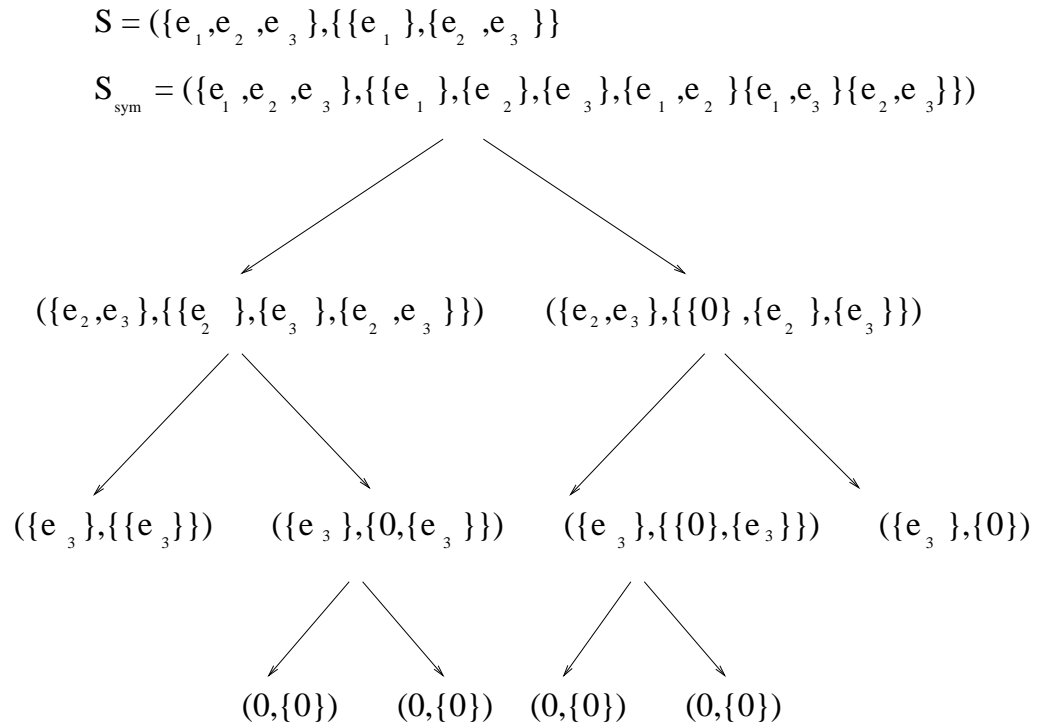 S = ({e₁,e₂ ,e₃ },{{e₁ },{e₂ ,e₃ }}
S_sym = ({e₁ ,e₂ ,e₃ },{{e₁ },{e₂},{e₃ },{e₁ ,e₂ }{e₁ ,e₃ }{e₂,e₃ }})
({e₂,e₃ },{{e₂ },{e₃ },{e₂ ,e₃ }}) ({e₂,e₃ },{{0} ,{e₂ },{e₃ }})
({e₃ },{{e₃}}) ({e₃ },{0,{e₃ }}) ({e₃ },{{0},{e₃}}) ({e₃ },{0})
(0,{0}) (0,{0}) (0,{0}) (0,{0})